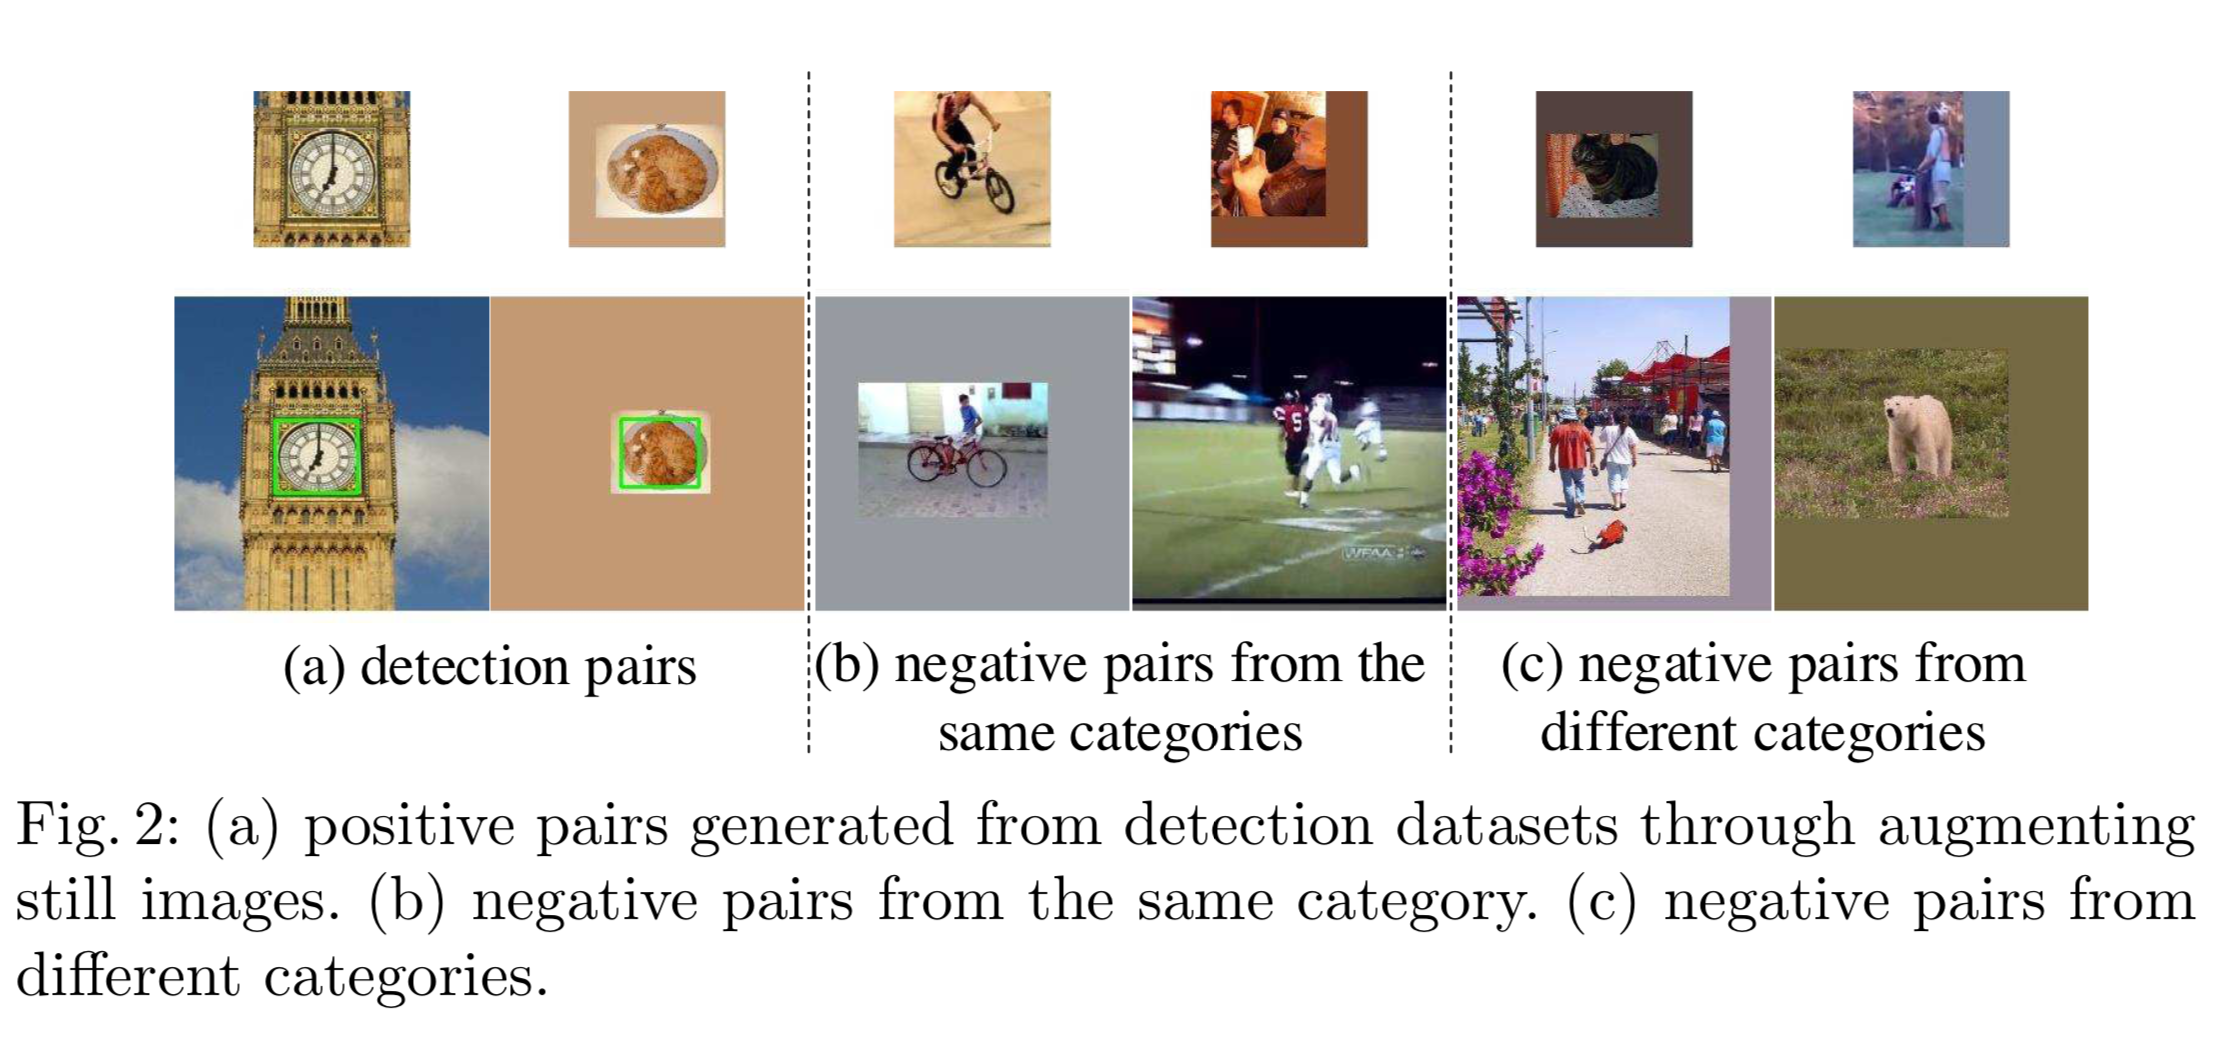 5
WFAA
(a) detection pairs
(b) negative pairs from the
same categories
(c) negative pairs from
different categories
Fig. 2: (a) positive pairs generated from detection datasets through augmenting
still images. (b) negative pairs from the same category. (c) negative pairs from
different categories.